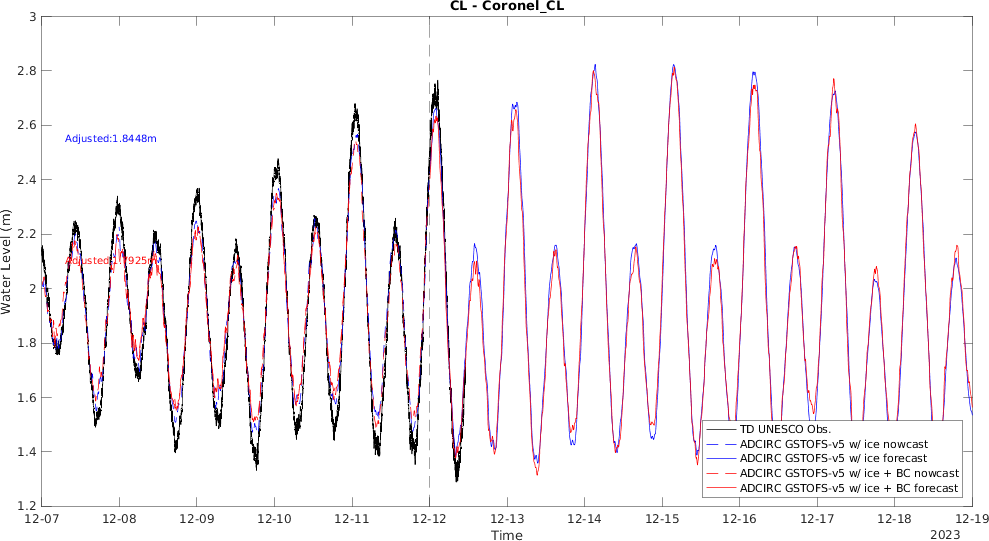 CL - Coronel_CL
3
2.8
2.6
2.4
2.2
2
1.8
1.6
1.4
1.2
Water Level (m)
Adjusted:1.8448m
Adjusted:1.7925m
TD UNESCO Obs.
ADCIRC GSTOFS-v5 w/ ice nowcast
ADCIRC GSTOFS-v5 w/ ice forecast
ADCIRC GSTOFS-v5 w/ ice + BC nowcast
ADCIRC GSTOFS-v5 w/ ice + BC forecast
12-07 12-08 12-09 12-10 12-11 12-12 12-13 12-14 12-15 12-16 12-17 12-18 12-19
Time
2023